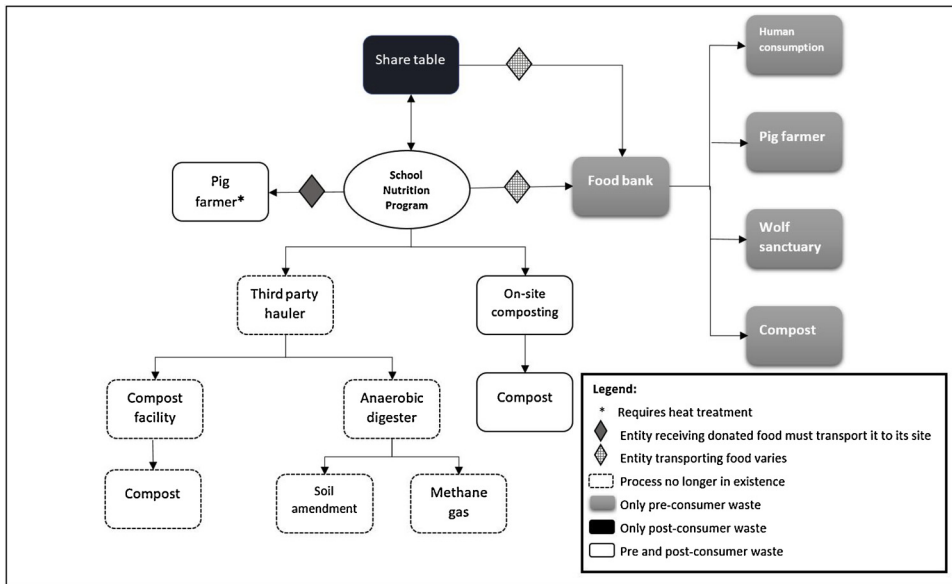 Human
consumption
Share table
Pig farmer
School
Nutrition
Program
Pig
farmer*
Food bank
Wolf
sanctuary
Third party
hauler
On-site
composting
Compost
Compost
facility
Anaerobic
digester
Compost
Compost
Soil
amendment
Methane
gas
Legend:
* Requires heat treatment
Entity receiving donated food must transport it to its site
Entity transporting food varies
Process no longer in existence
Only pre-consumer waste
Only post-consumer waste
Pre and post-consumer waste